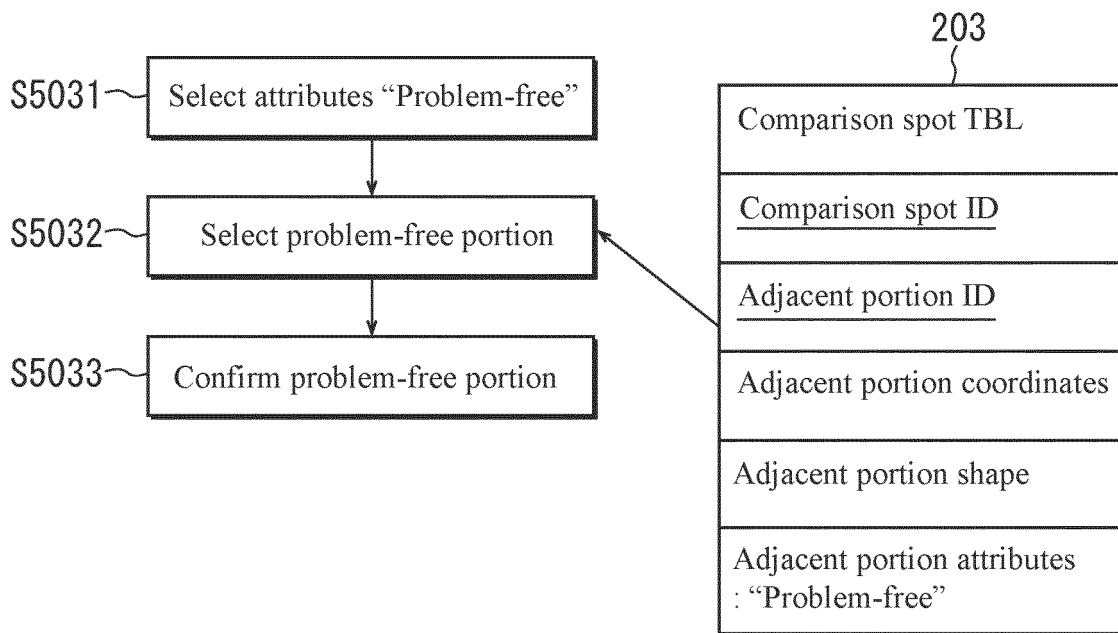 203
S5031
Select attributes “Problem-free”
S5032
Select problem-free portion
S5033
Confirm problem-free portion
Comparison spot TBL
Comparison spot ID
Adjacent portion ID
Adjacent portion coordinates
Adjacent portion shape
Adjacent portion attributes
: “Problem-free”